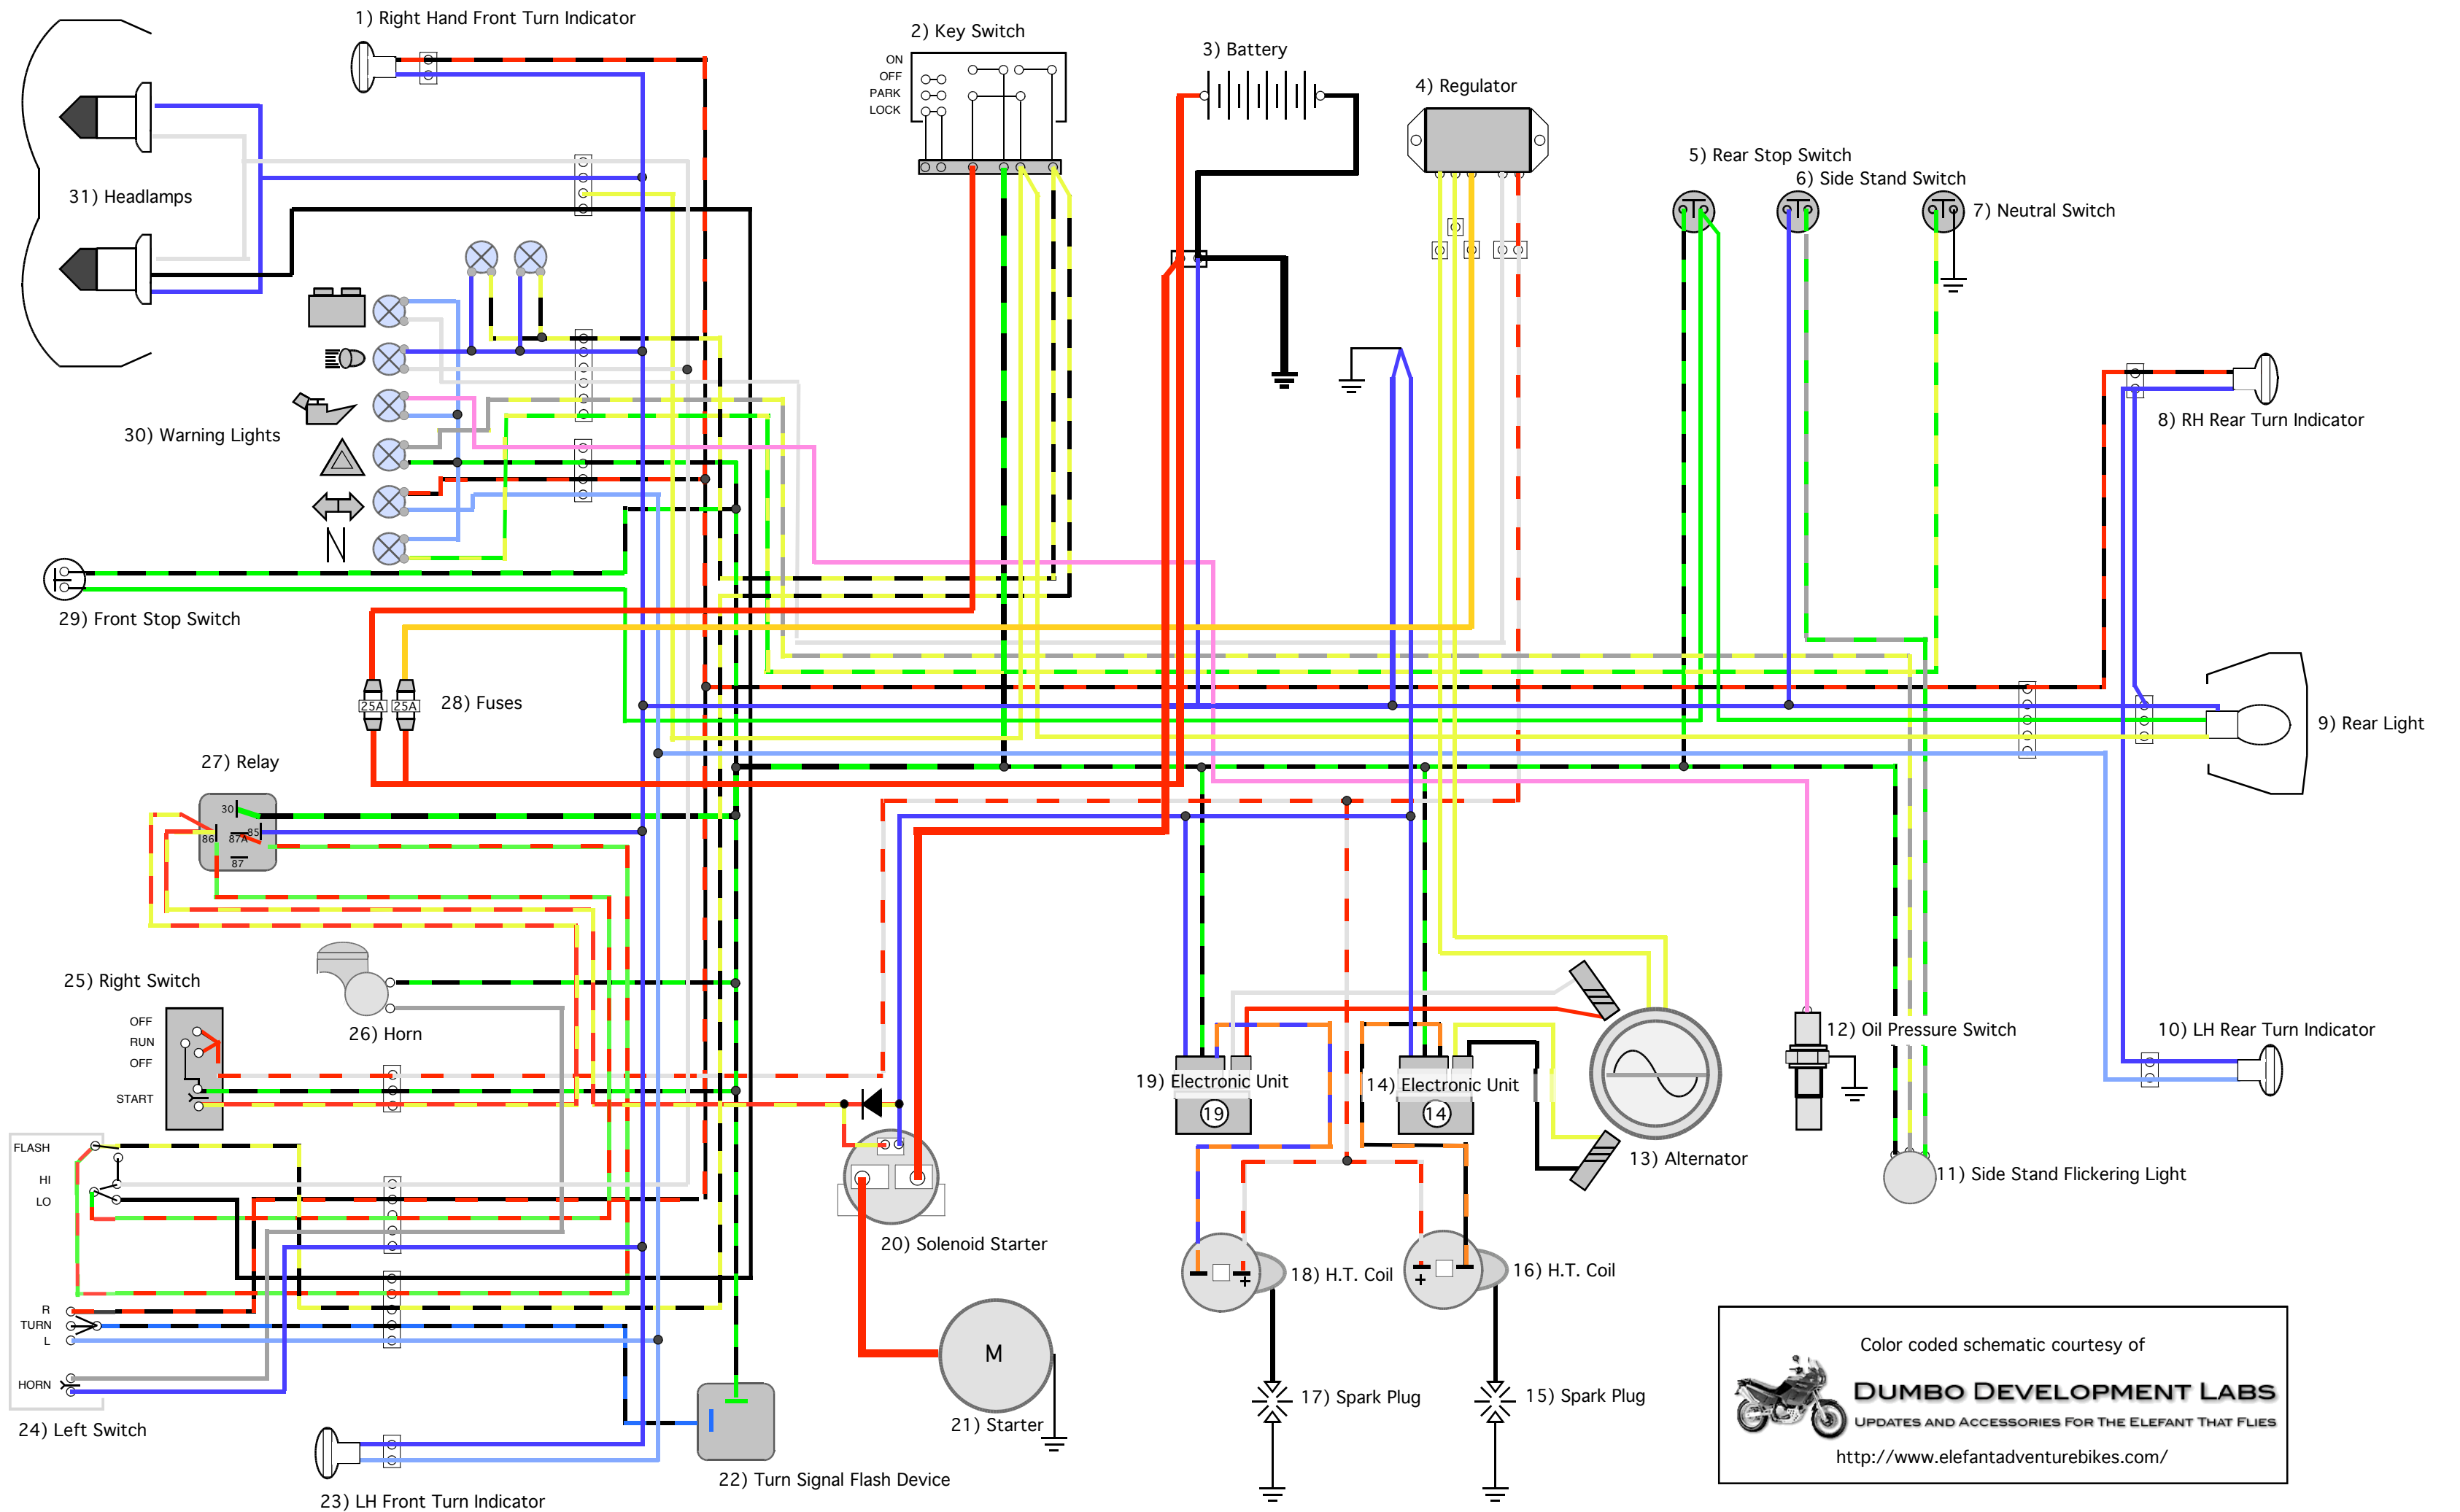 1) Right Hand Front Turn Indicator
2) Key Switch
ON
OFF
PARK
LOCK
3) Battery
4) Regulator
5) Rear Stop Switch
6) Side Stand Switch
7) Neutral Switch
31) Headlamps
30) Warning Lights
N
8) RH Rear Turn Indicator
29) Front Stop Switch
25A
25A
28) Fuses
9) Rear Light
27) Relay
30
86
87A
85
87
25) Right Switch
OFF
RUN
OFF
START
26) Horn
19) Electronic Unit
19
14) Electronic Unit
14
12) Oil Pressure Switch
10) LH Rear Turn Indicator
13) Alternator
11) Side Stand Flickering Light
FLASH
HI
LO
R
TURN
L
HORN
24) Left Switch
20) Solenoid Starter
18) H.T. Coil
+
16) H.T. Coil
+
M
21) Starter
17) Spark Plug
15) Spark Plug
22) Turn Signal Flash Device
23) LH Front Turn Indicator
Color coded schematic courtesy of
Dumbo Development Labs
Updates and Accessories For The Elefant That Flies
http://www.elefantadventurebikes.com/